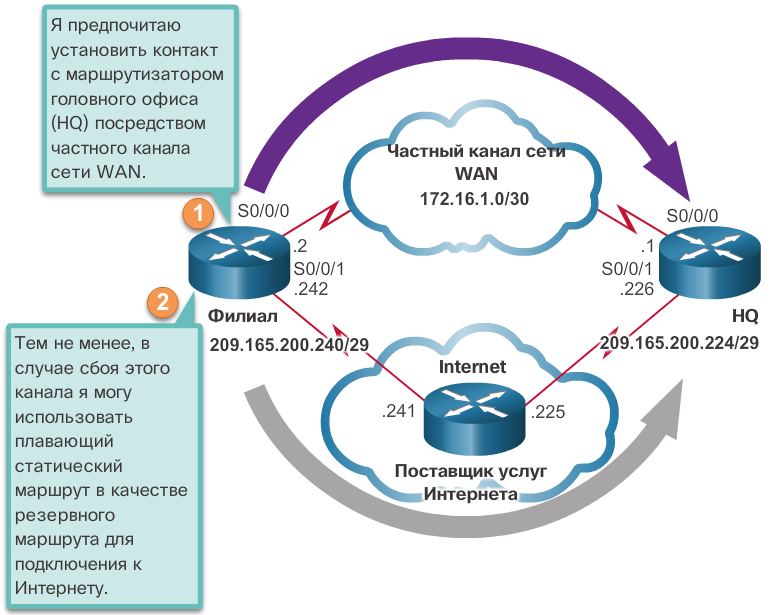 Я предпочитаю
установить контакт
с маршрутизатором
головного офиса
(HQ) посредством
частного канала
сети WAN.
Частный канал сети
WAN
172.16.1.0/30
1
S0/0/0
S0/0/0
.2
.1
S0/0/1
.242
S0/0/1
.226
2
Филиал
HQ
209.165.200.240/29
209.165.200.224/29
Тем не менее, в
случае сбоя этого
канала я могу
использовать
плавающий
статический
маршрут в качестве
резервного
маршрута для
подключения к
Интернету.
Internet
.241
.225
Поставщик услуг
Интернета